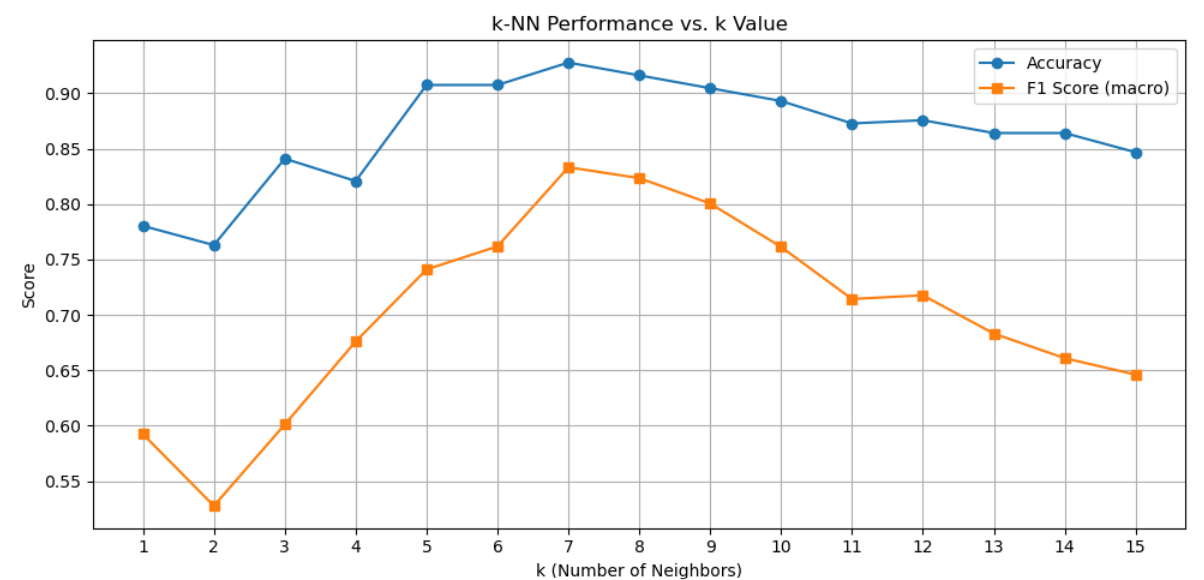 k-NN Performance vs. k Value
Accuracy
F1 Score (macro)
0.90
0.85
0.80
0.75
0.70
0.65
0.60
0.55
Score
1 2 3 4 5 6 7 8 9 10 11 12 13 14 15
k (Number of Neighbors)